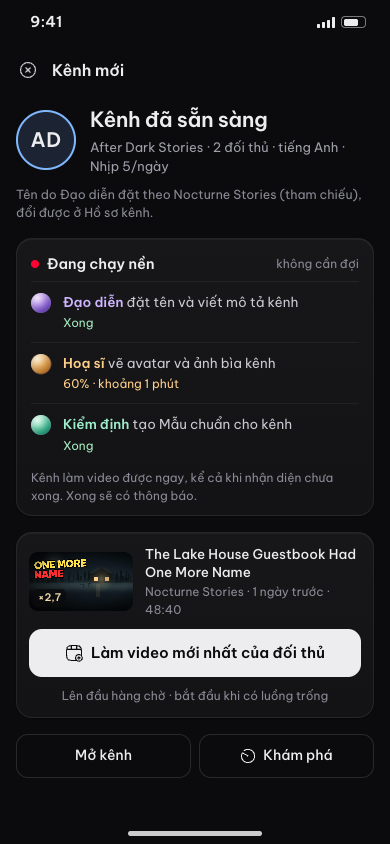 9:41
Kênh mới
AD
Kênh đã sẵn sàng
After Dark Stories · 2 đối thủ · tiếng Anh ·
Nhịp 5/ngày
Tên do Đạo diễn đặt theo Nocturne Stories (tham chiếu),
đổi được ở Hồ sơ kênh.
Đang chạy nền
không cần đợi
Đạo diễn đặt tên và viết mô tả kênh
Xong
Hoạ sĩ vẽ avatar và ảnh bìa kênh
60% · khoảng 1 phút
Kiểm định tạo Mẫu chuẩn cho kênh
Xong
Kênh làm video được ngay, kể cả khi nhận diện chưa
xong. Xong sẽ có thông báo.
ONE MORE
NAME
×2,7
The Lake House Guestbook Had
One More Name
Nocturne Stories · 1 ngày trước ·
48:40
Làm video mới nhất của đối thủ
Lên đầu hàng chờ · bắt đầu khi có luồng trống
Mở kênh
Khám phá